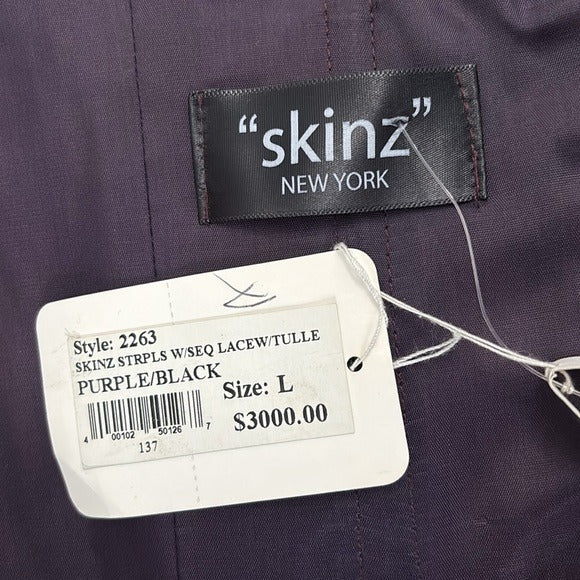 “skinz”
NEW YORK
Style: 2263
SKINZ STRPLS W/SEQ LACEW/TULLE
PURPLE/BLACK
Size: L
$3000.00
4 00102 50126 7
137